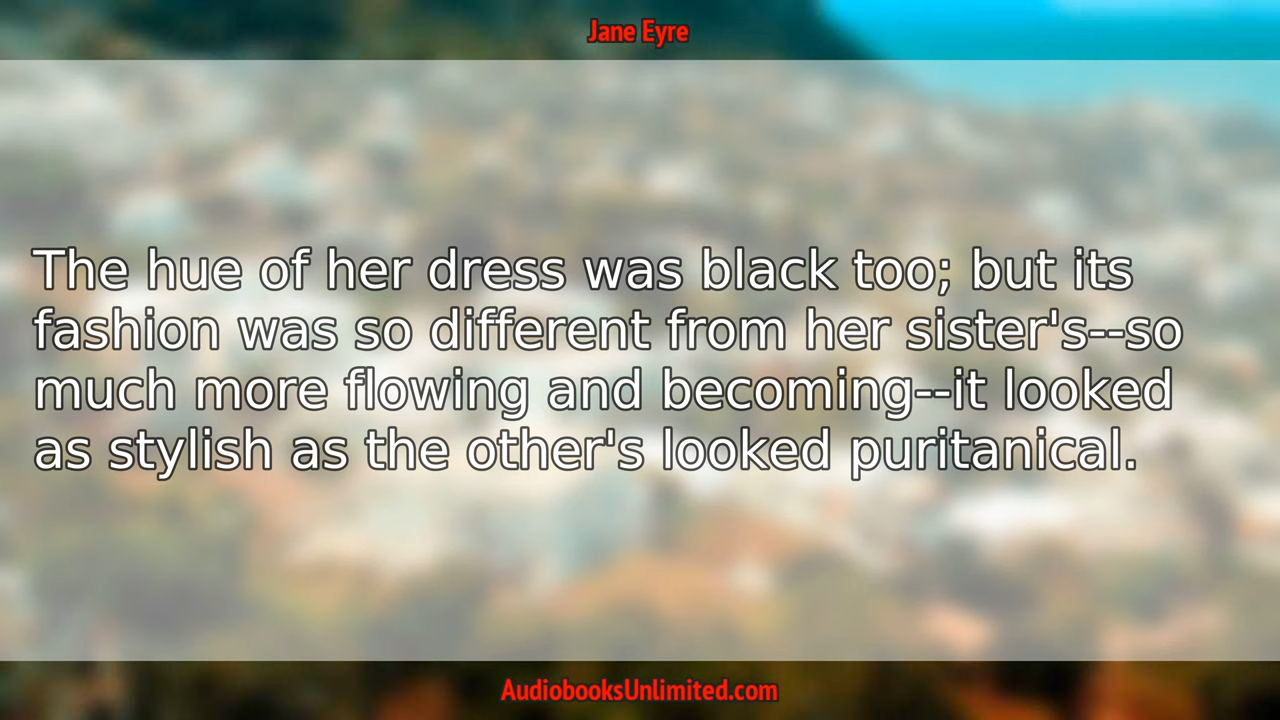 Jane Eyre
The hue of her dress was black too; but its
fashion was so different from her sister's--so
much more flowing and becoming--it looked
as stylish as the other's looked puritanical.
AudiobooksUnlimited.com